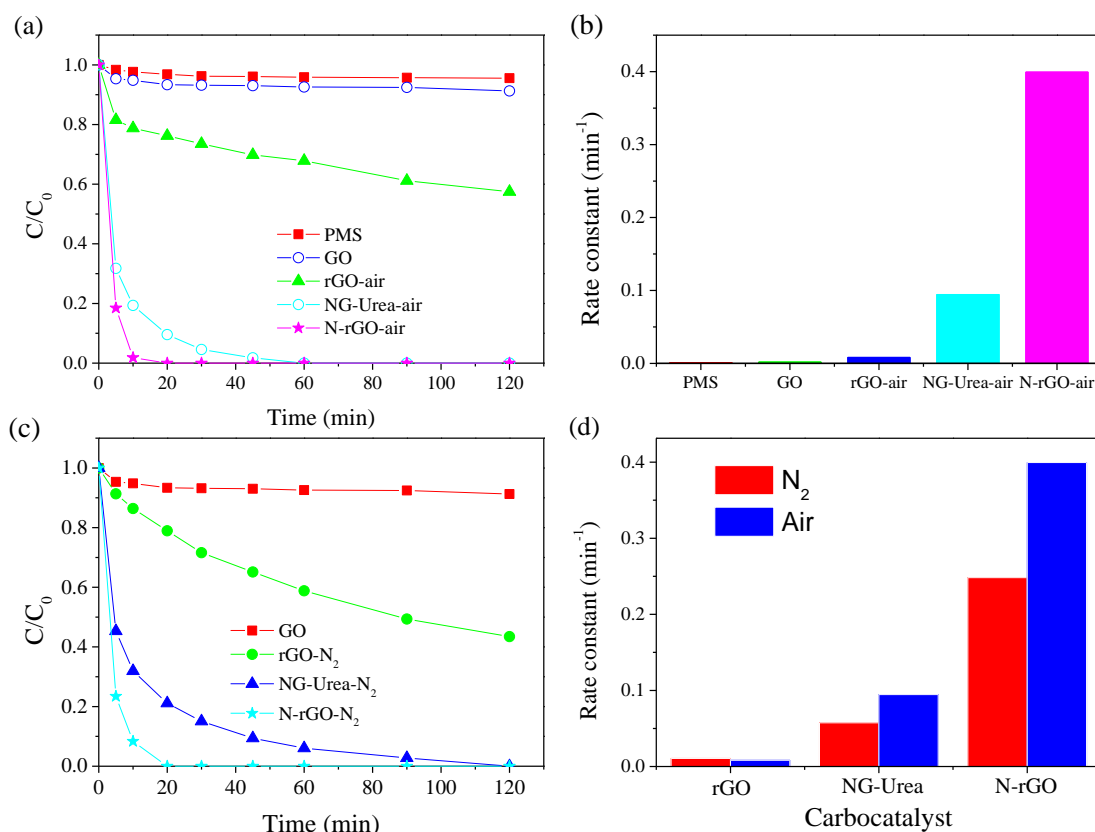 (a)
1.0
0.8
0.6
0.4
0.2
0.0
C/C₀
PMS
GO
rGO-air
NG-Urea-air
N-rGO-air
0 20 40 60 80 100 120
Time (min)
(b)
0.4
0.3
0.2
0.1
0.0
Rate constant (min⁻¹)
PMS GO rGO-air NG-Urea-air N-rGO-air
(c)
1.0
0.8
0.6
0.4
0.2
0.0
C/C₀
GO
rGO-N₂
NG-Urea-N₂
N-rGO-N₂
0 20 40 60 80 100 120
Time (min)
(d)
0.4
0.3
0.2
0.1
0.0
Rate constant (min⁻¹)
N₂
Air
rGO NG-Urea N-rGO
Carbocatalyst